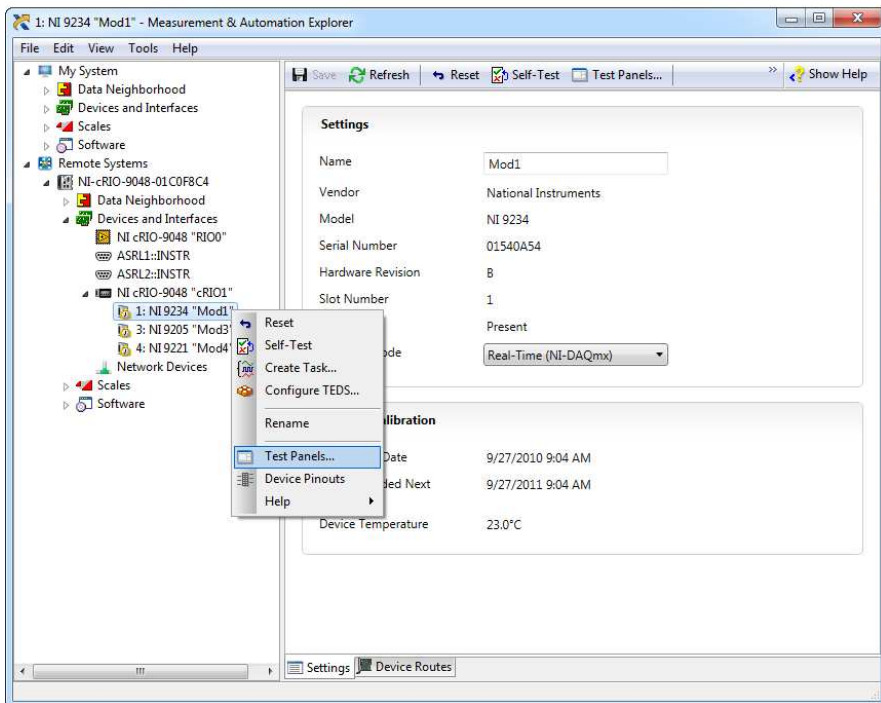 1: NI 9234 "Mod1" - Measurement & Automation Explorer
File Edit View Tools Help
My System
Data Neighborhood
Devices and Interfaces
Scales
Software
Remote Systems
NI-cRIO-9048-01C0F8C4
Data Neighborhood
Devices and Interfaces
NI cRIO-9048 "RIO0"
ASRL1::INSTR
ASRL2::INSTR
NI cRIO-9048 "cRIO1"
1: NI 9234 "Mod1"
3: NI 9205 "Mod3"
4: NI 9221 "Mod4"
Network Devices
Scales
Software
Reset
Self-Test
Create Task...
Configure TEDS...
Rename
Test Panels...
Device Pinouts
Help
Save Refresh Reset Self-Test Test Panels... » Show Help
Settings
Name Mod1
Vendor National Instruments
Model NI 9234
Serial Number 01540A54
Hardware Revision B
Slot Number 1
Present
Real-Time (NI-DAQmx)
Date 9/27/2010 9:04 AM
Next 9/27/2011 9:04 AM
Device Temperature 23.0°C
Settings Device Routes